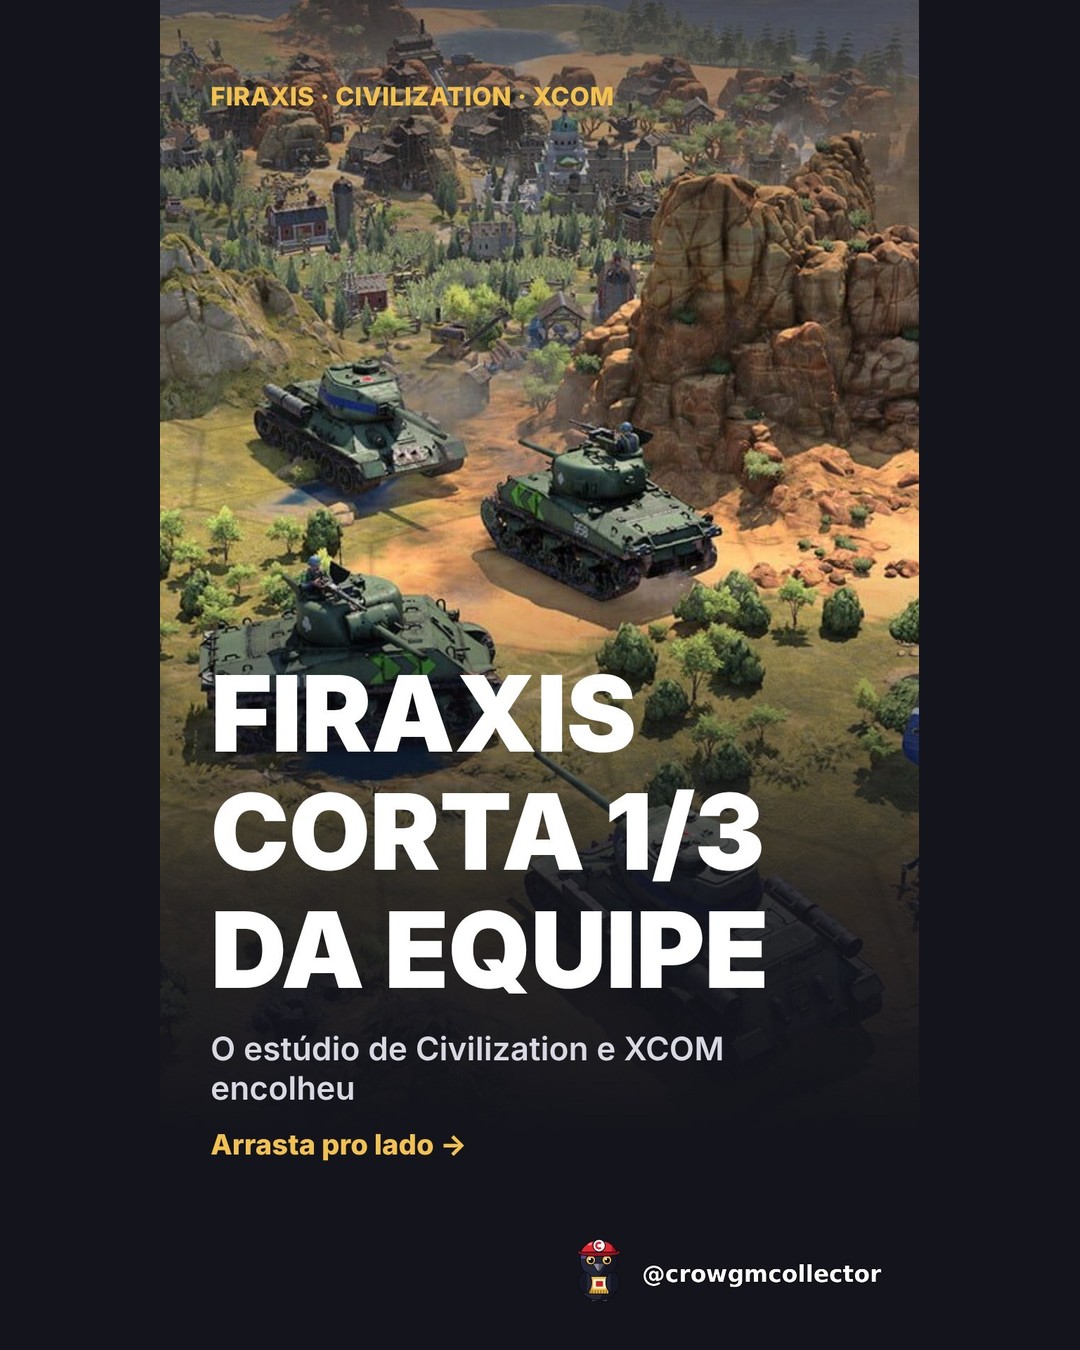 FIRAXIS · CIVILIZATION · XCOM
FIRAXIS
CORTA 1/3
DA EQUIPE
O estúdio de Civilization e XCOM
encolheu
Arrasta pro lado →
@crowgmcollector